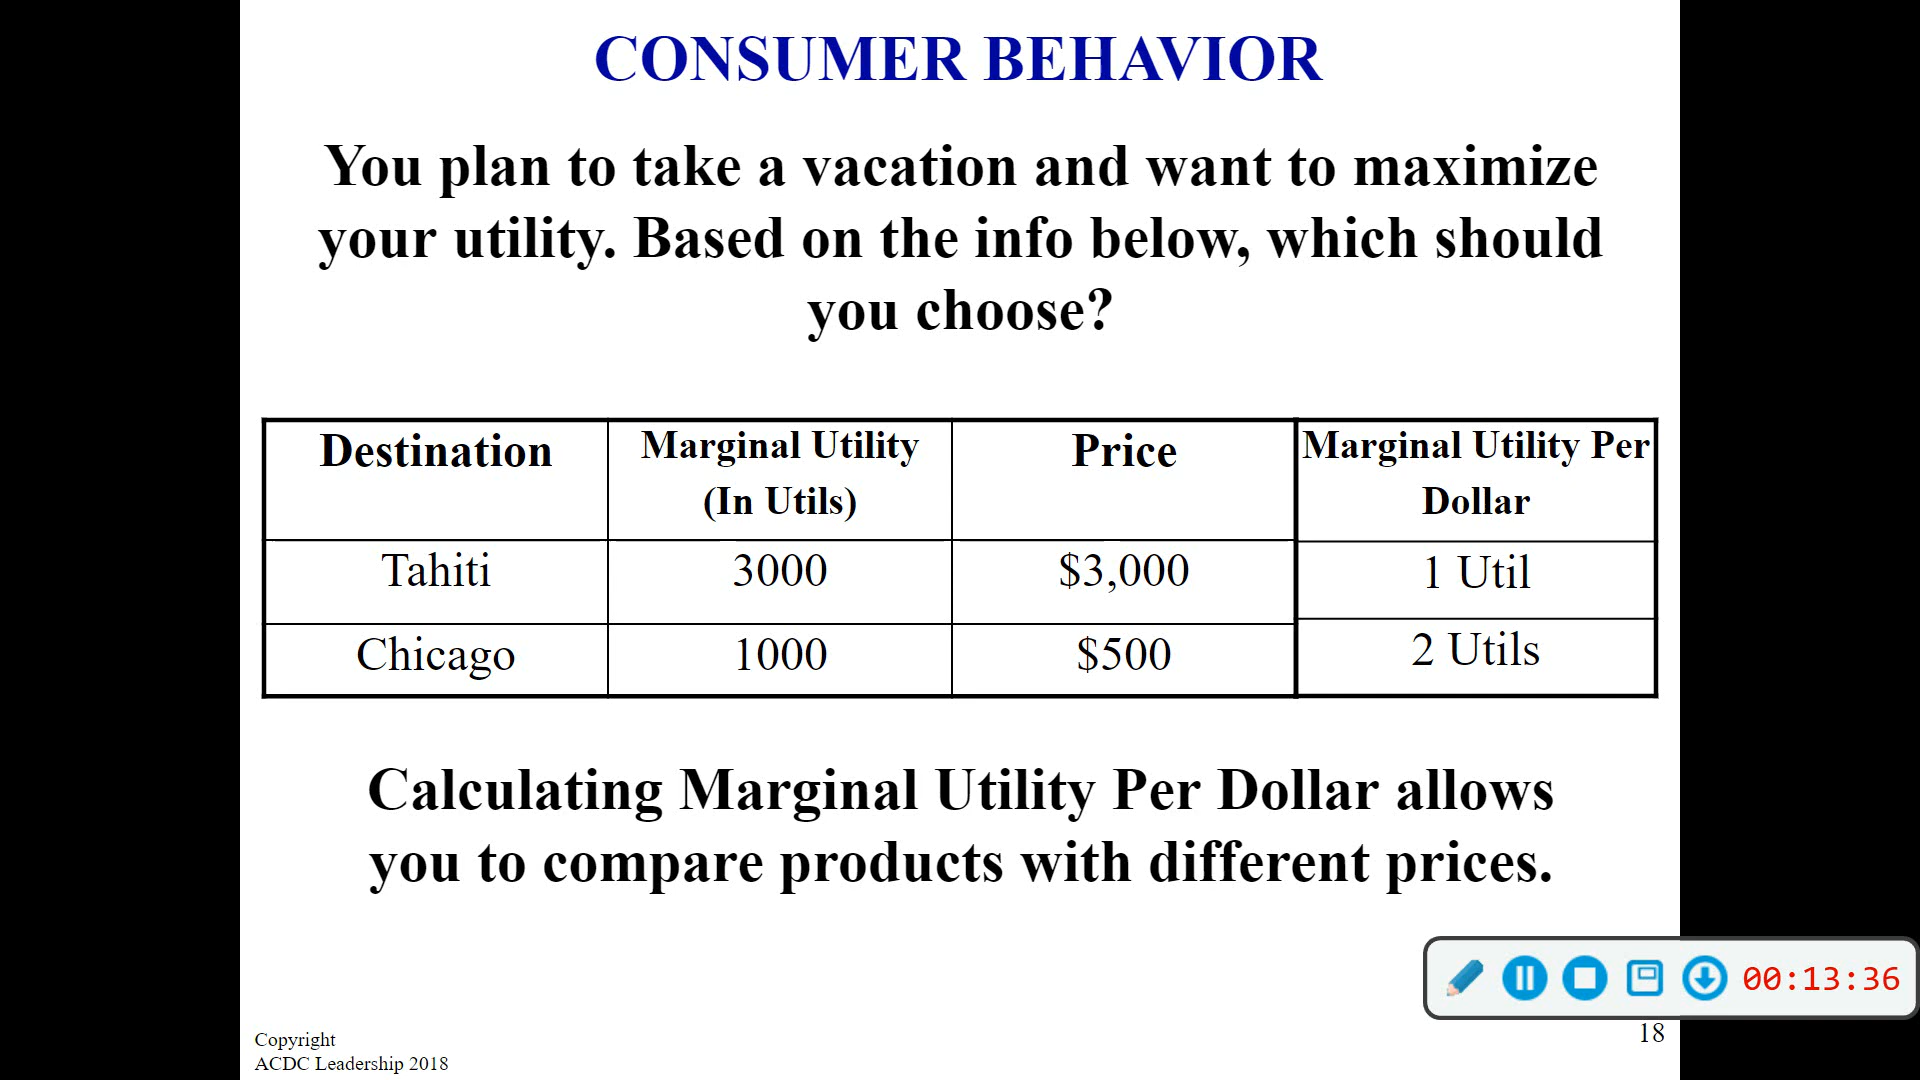 CONSUMER BEHAVIOR
You plan to take a vacation and want to maximize
your utility. Based on the info below, which should
you choose?
Destination
Marginal Utility
(In Utils)
Price
Marginal Utility Per
Dollar
Tahiti
3000
$3,000
1 Util
Chicago
1000
$500
2 Utils
Calculating Marginal Utility Per Dollar allows
you to compare products with different prices.
00:13:36
18
Copyright
ACDC Leadership 2018